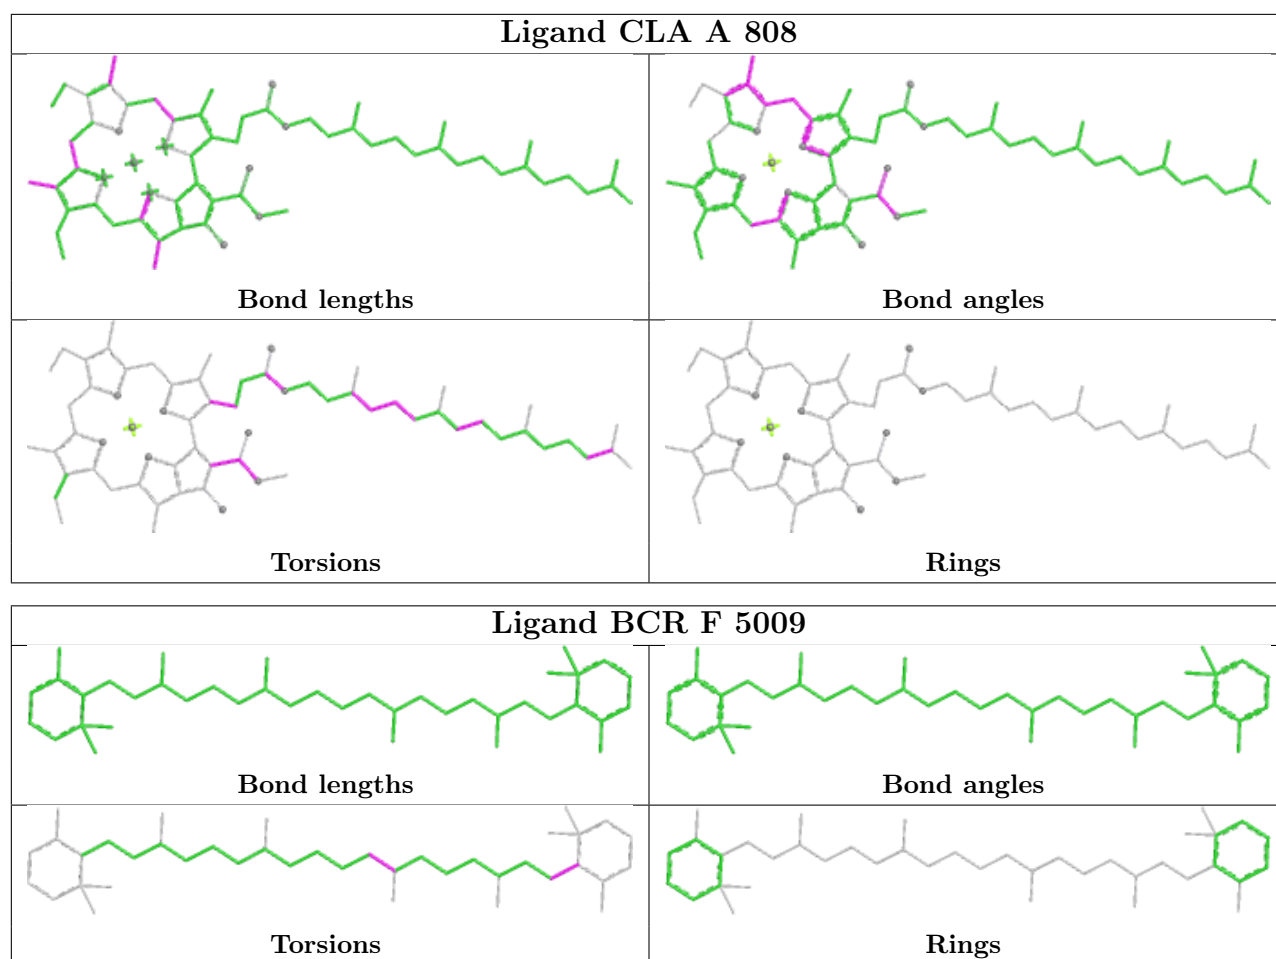 Ligand CLA A 808
Bond lengths
Bond angles
Torsions
Rings
Ligand BCR F 5009
Bond lengths
Bond angles
Torsions
Rings